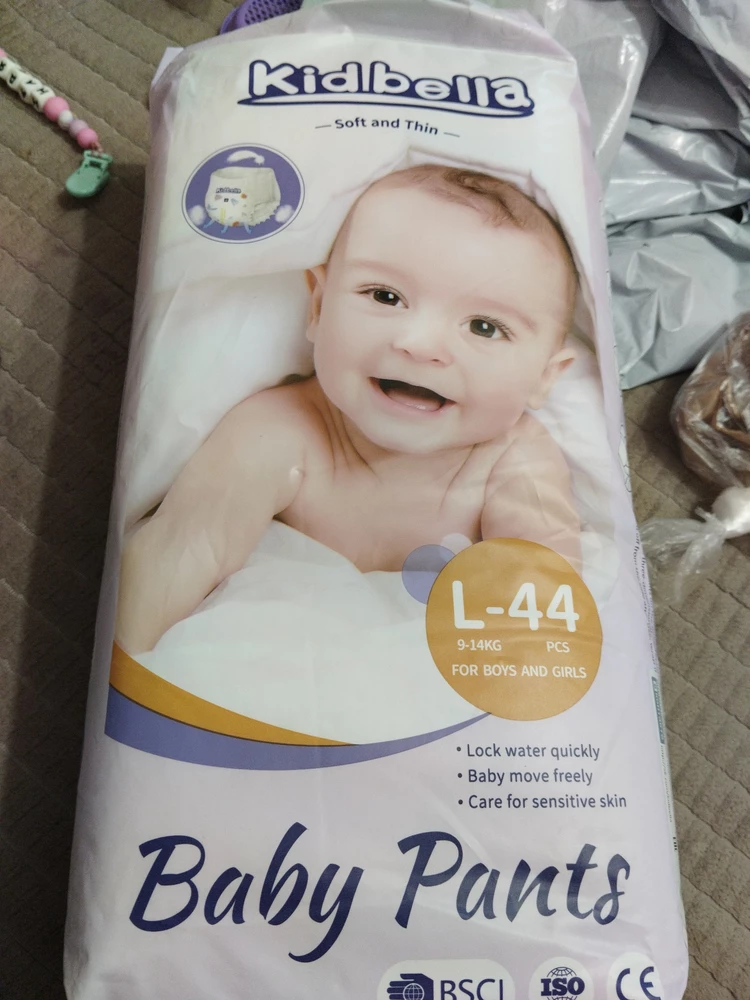 Kidbella
Soft and Thin
Kidbella
L-44
9-14KG PCS
FOR BOYS AND GIRLS
• Lock water quickly
• Baby move freely
• Care for sensitive skin
Baby Pants
BSCI ISO CE